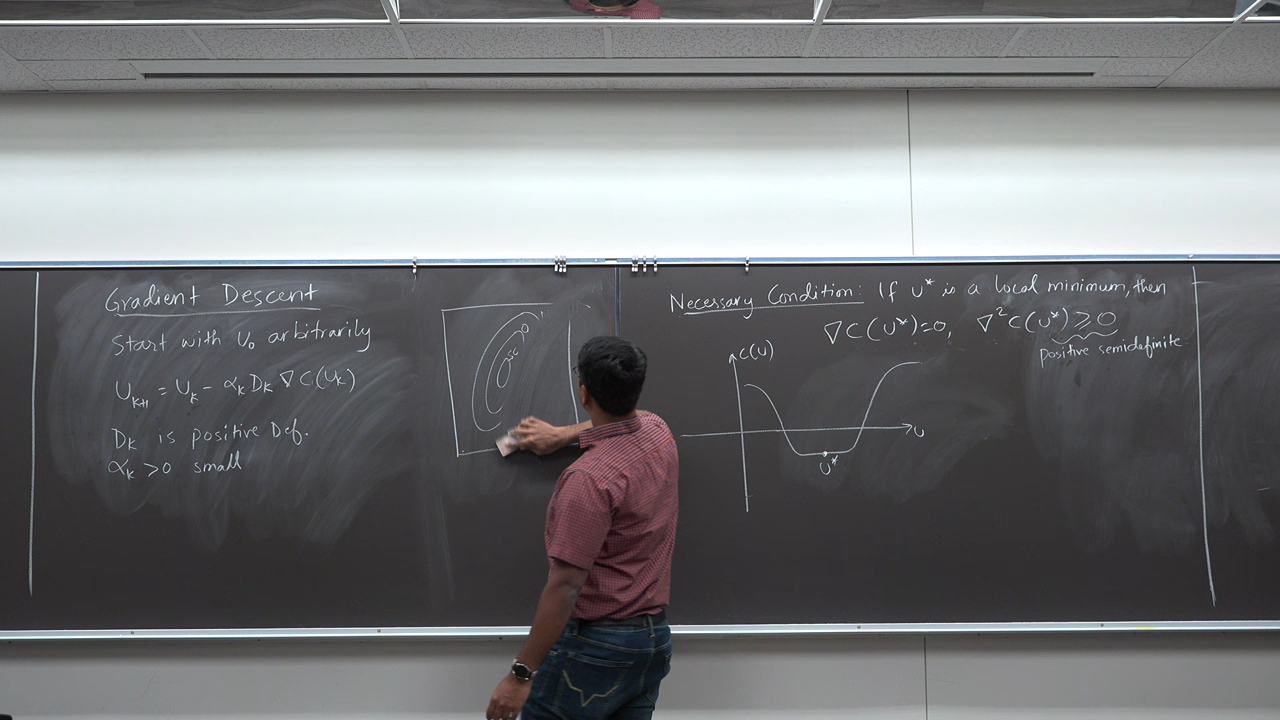 Gradient Descent
Start with U₀ arbitrarily
Uₖ₊₁ = Uₖ - αₖ Dₖ ∇C(Uₖ)
Dₖ is positive Def.
αₖ > 0 small
Necessary Condition: If U* is a local minimum, then
∇C(U*)=0, ∇²C(U*) ≥ 0
positive semidefinite
C(U)
U
U*